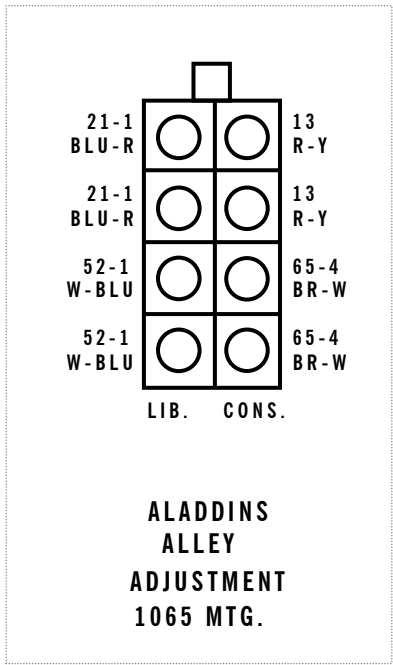 21-1 13
BLU-R R-Y
21-1 13
BLU-R R-Y
52-1 65-4
W-BLU BR-W
52-1 65-4
W-BLU BR-W
LIB. CONS.
ALADDINS
ALLEY
ADJUSTMENT
1065 MTG.